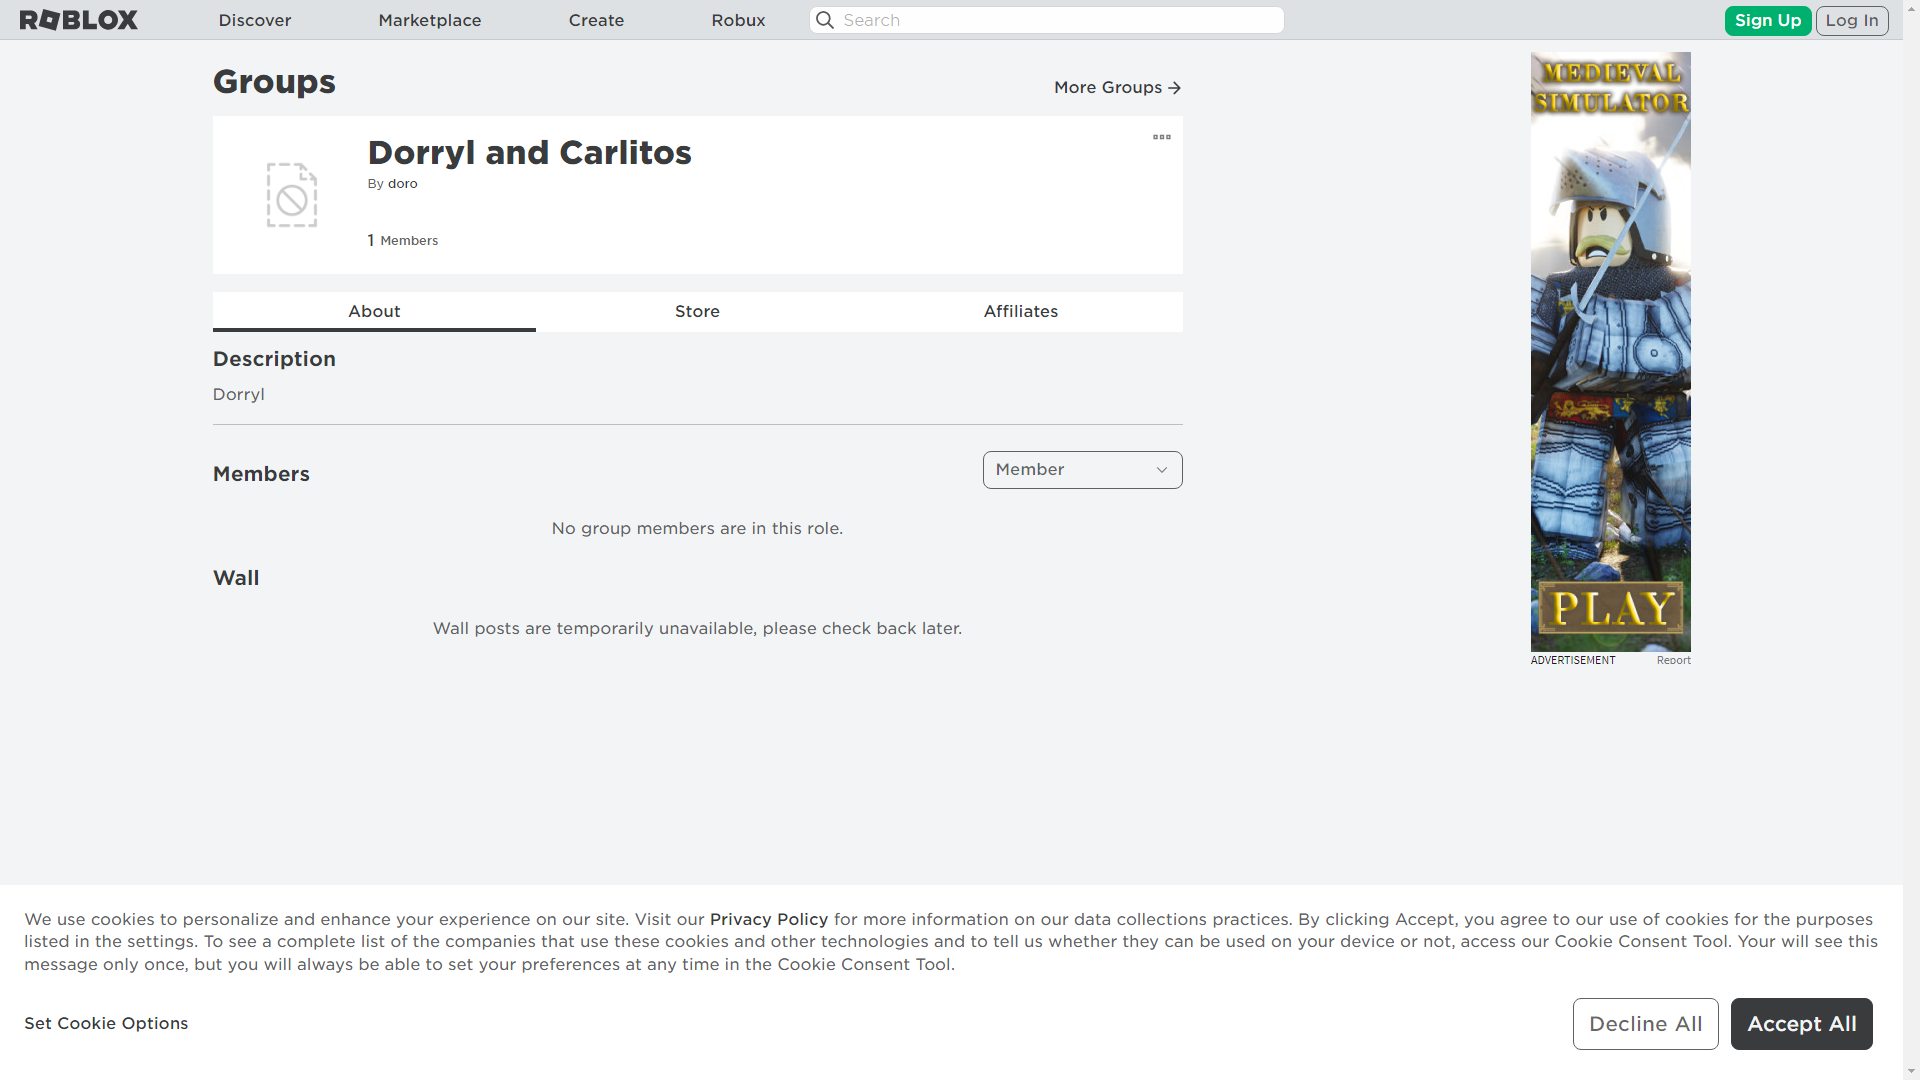 ROBLOX
Discover
Marketplace
Create
Robux
Search
Sign Up
Log In
Groups
More Groups
Dorryl and Carlitos
By doro
1 Members
About
Store
Affiliates
Description
Dorryl
Members
Member
No group members are in this role.
Wall
Wall posts are temporarily unavailable, please check back later.
MEDIEVAL
SIMULATOR
PLAY
ADVERTISEMENT
Report
We use cookies to personalize and enhance your experience on our site. Visit our Privacy Policy for more information on our data collections practices. By clicking Accept, you agree to our use of cookies for the purposes
listed in the settings. To see a complete list of the companies that use these cookies and other technologies and to tell us whether they can be used on your device or not, access our Cookie Consent Tool. Your will see this
message only once, but you will always be able to set your preferences at any time in the Cookie Consent Tool.
Set Cookie Options
Decline All
Accept All